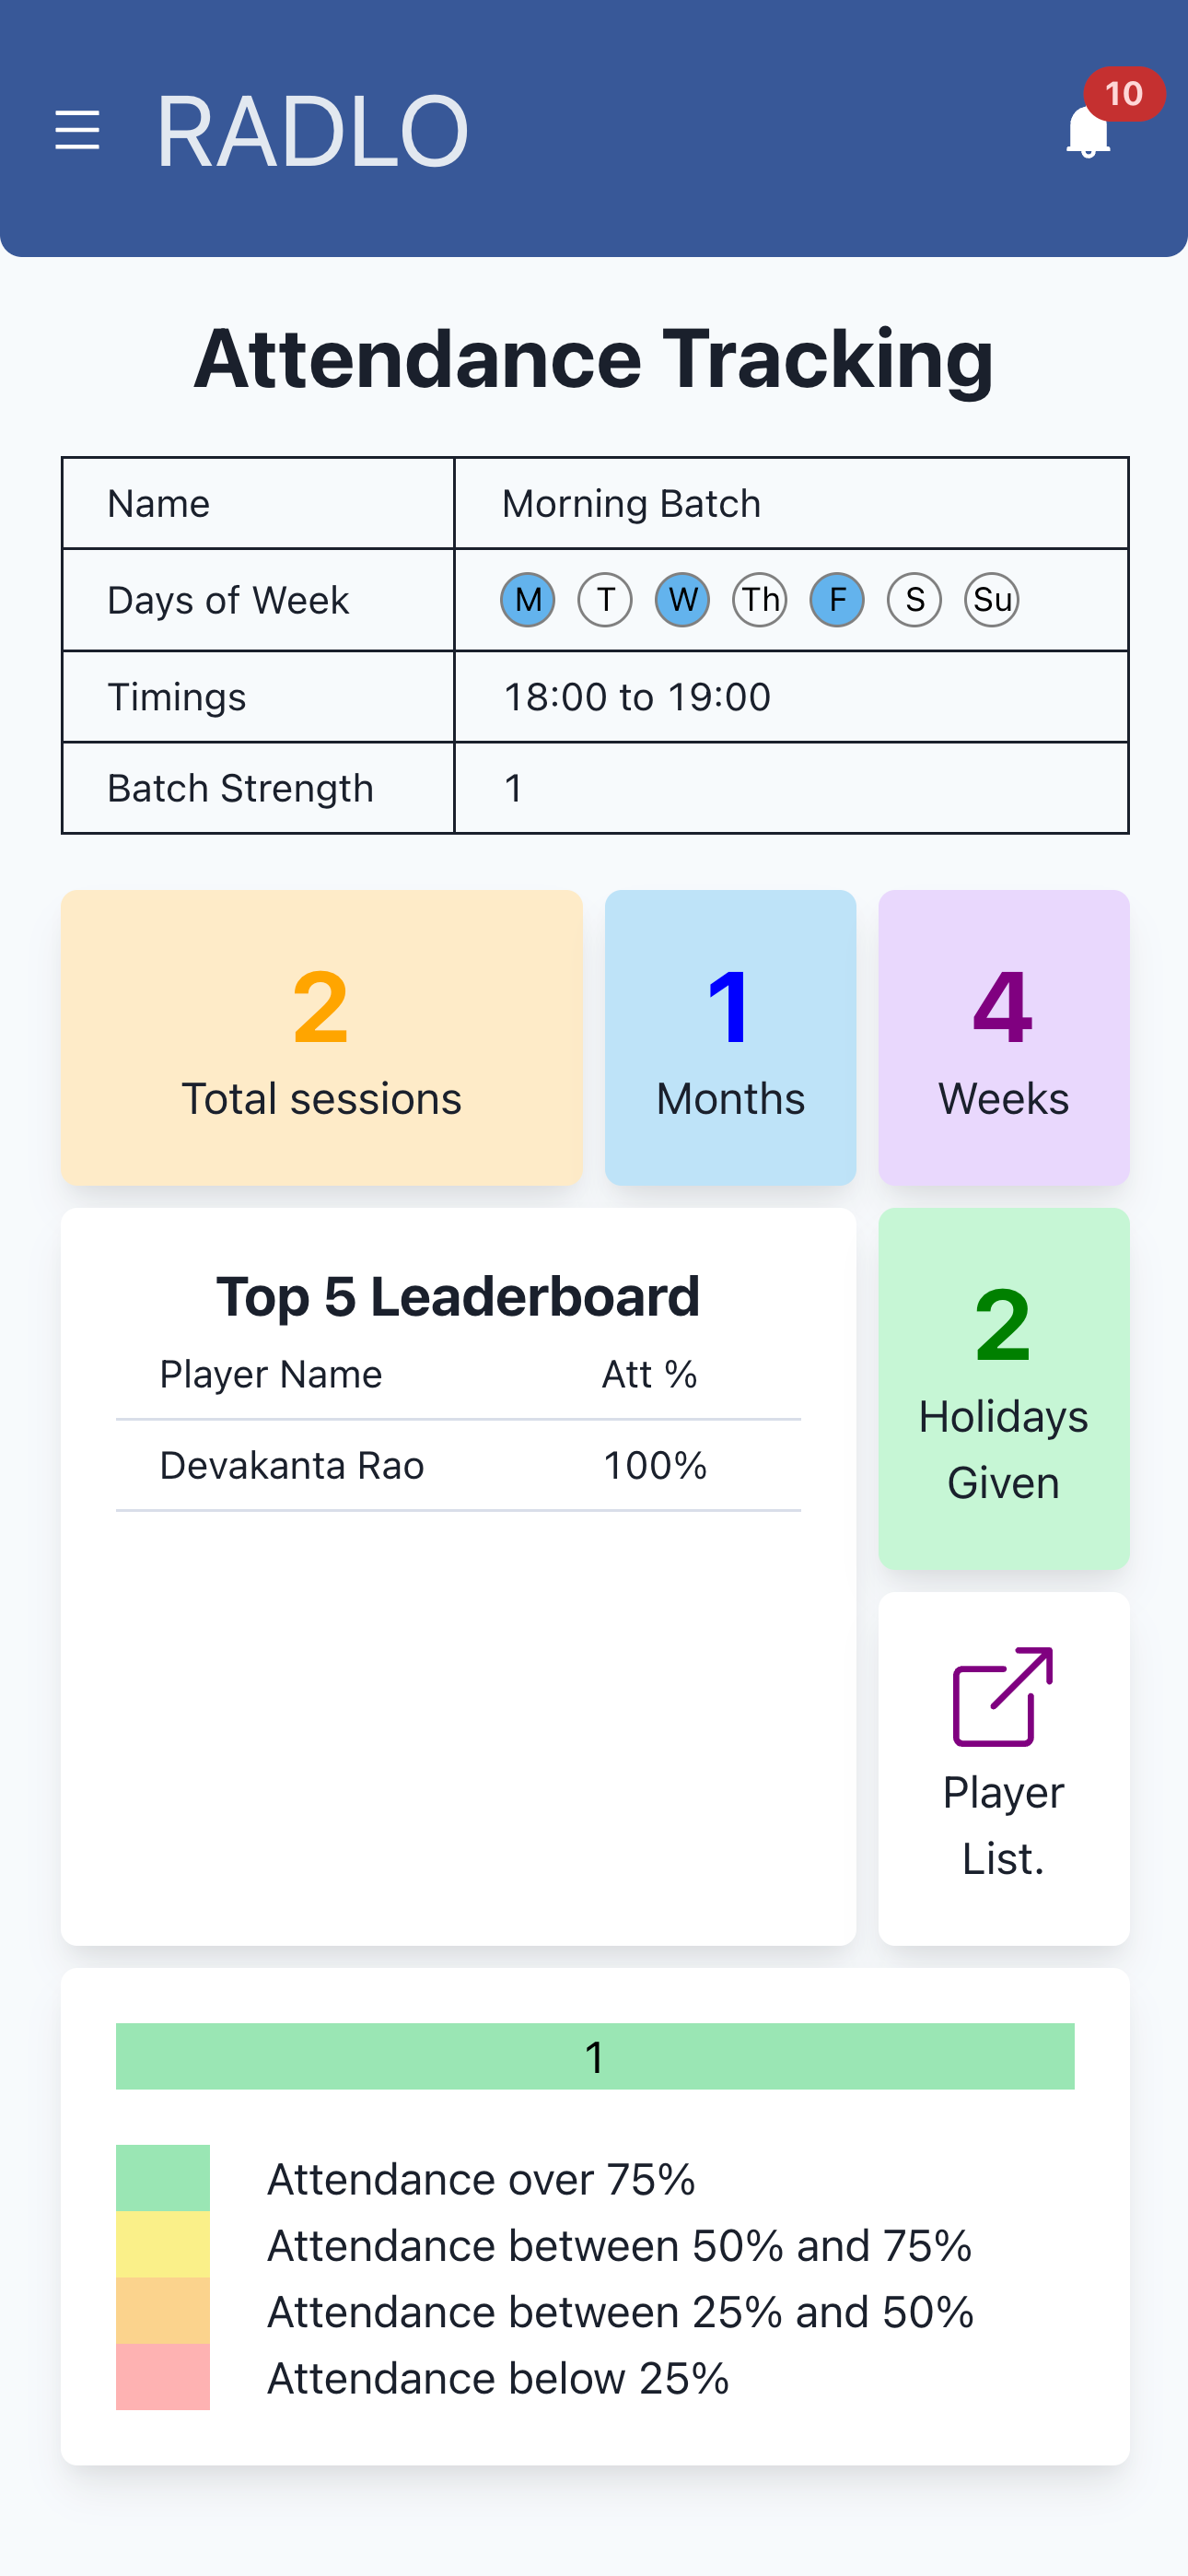 RADLO
10
Attendance Tracking
Name Morning Batch
Days of Week M T W Th F S Su
Timings 18:00 to 19:00
Batch Strength 1
2 1 4
Total sessions Months Weeks
Top 5 Leaderboard
Player Name Att %
Devakanta Rao 100%
2
Holidays
Given
Player
List.
1
Attendance over 75%
Attendance between 50% and 75%
Attendance between 25% and 50%
Attendance below 25%